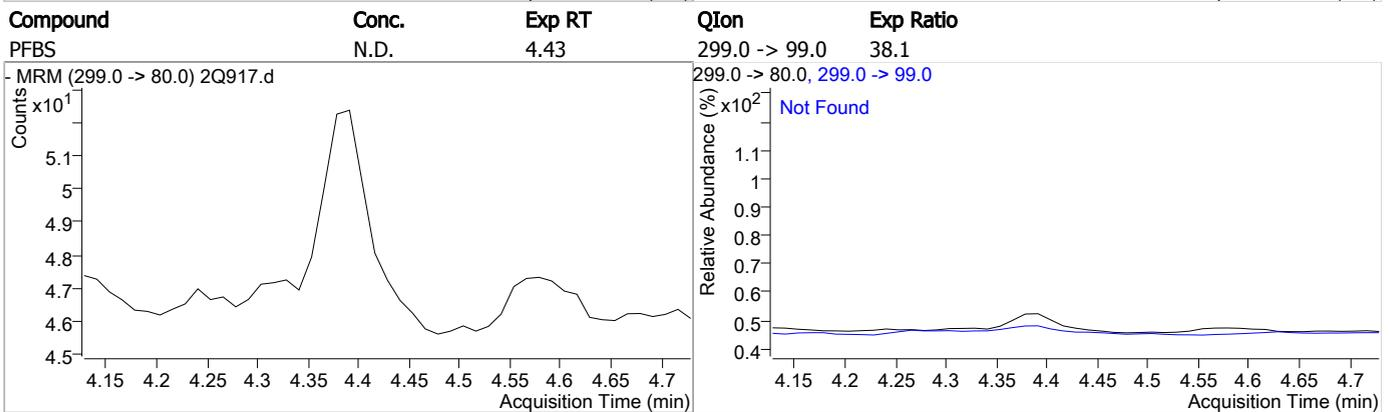 Compound Conc. Exp RT QIon Exp Ratio
PFBS N.D. 4.43 299.0 -> 99.0 38.1
- MRM (299.0 -> 80.0) 2Q917.d
Counts
x10¹
5.1
5
4.9
4.8
4.7
4.6
4.5
4.15 4.2 4.25 4.3 4.35 4.4 4.45 4.5 4.55 4.6 4.65 4.7
Acquisition Time (min)
299.0 -> 80.0, 299.0 -> 99.0
Relative Abundance (%)
x10²
Not Found
1.1
1
0.9
0.8
0.7
0.6
0.5
0.4
4.15 4.2 4.25 4.3 4.35 4.4 4.45 4.5 4.55 4.6 4.65 4.7
Acquisition Time (min)